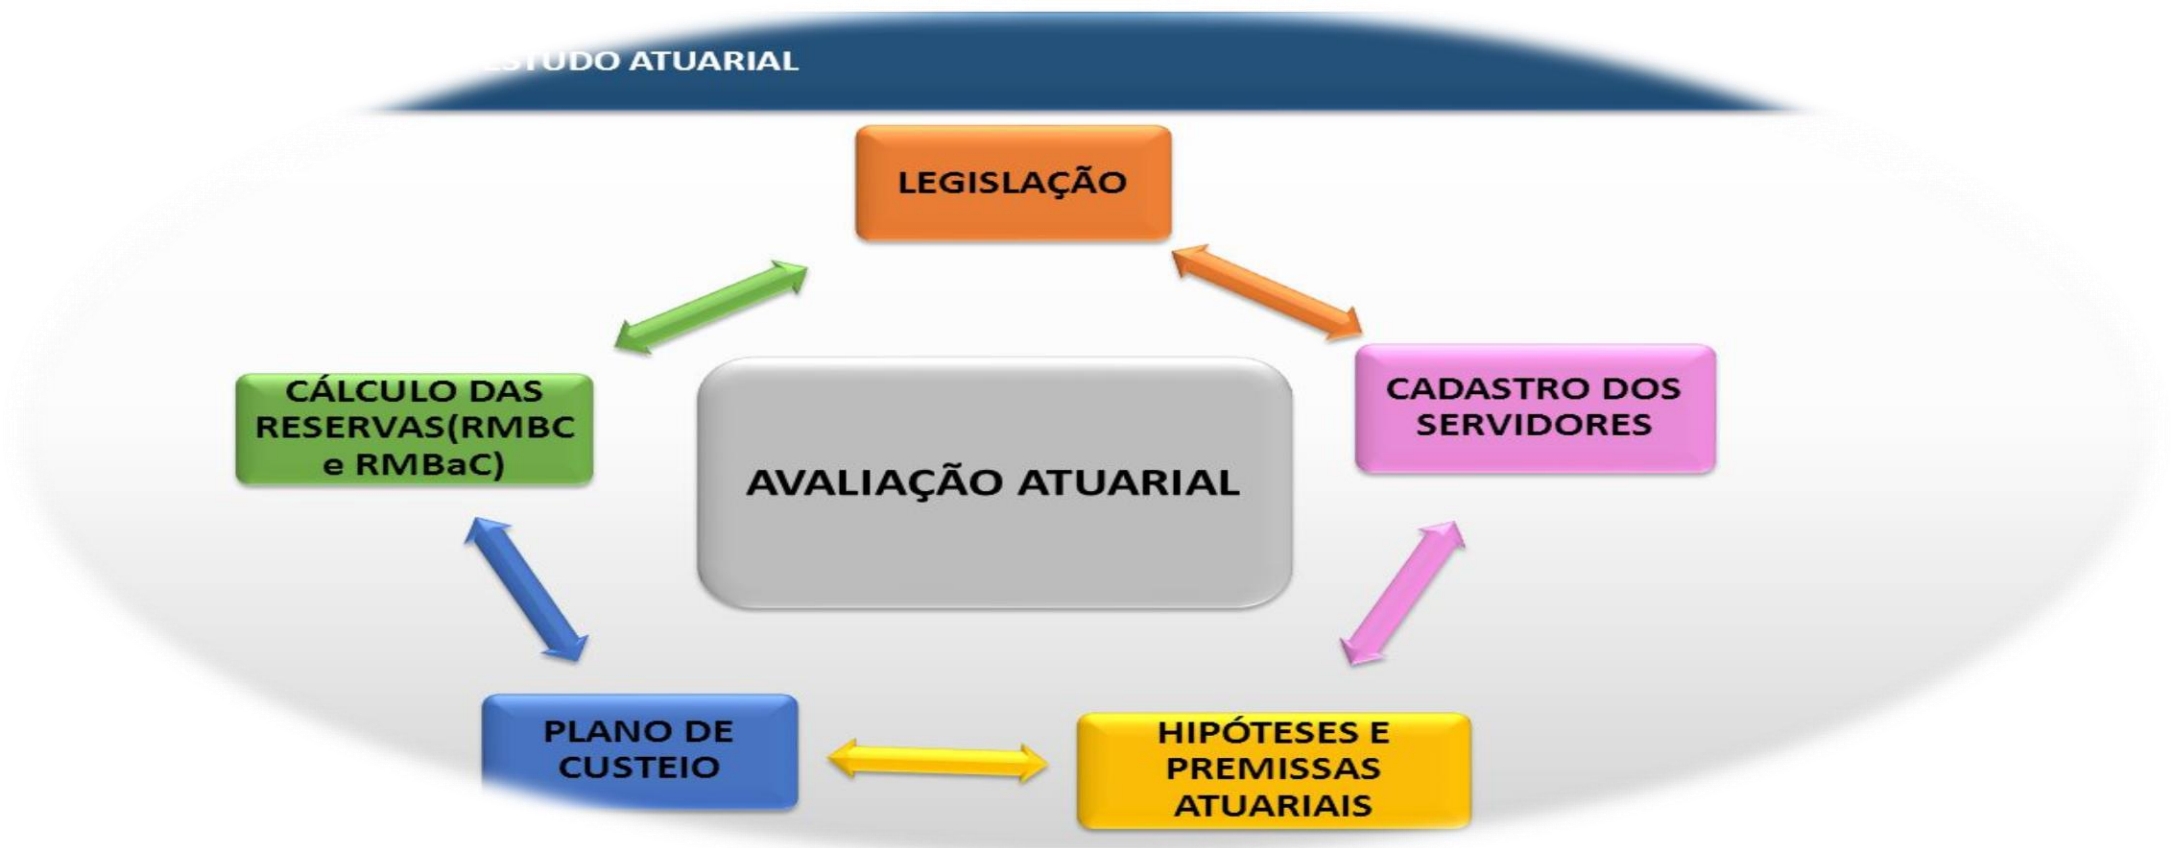 ESTUDO ATUARIAL
LEGISLAÇÃO
CÁLCULO DAS
RESERVAS(RMBC
e RMBaC)
CADASTRO DOS
SERVIDORES
AVALIAÇÃO ATUARIAL
PLANO DE
CUSTEIO
HIPÓTESES E
PREMISSAS
ATUARIAIS